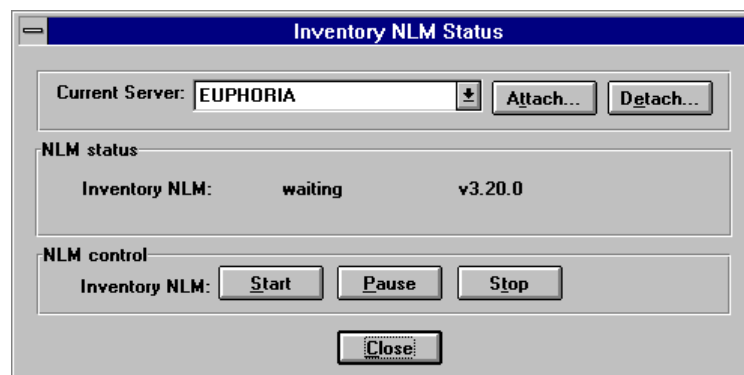 Inventory NLM Status
Current Server: EUPHORIA Attach... Detach...
NLM status
Inventory NLM: waiting v3.20.0
NLM control
Inventory NLM: Start Pause Stop
Close